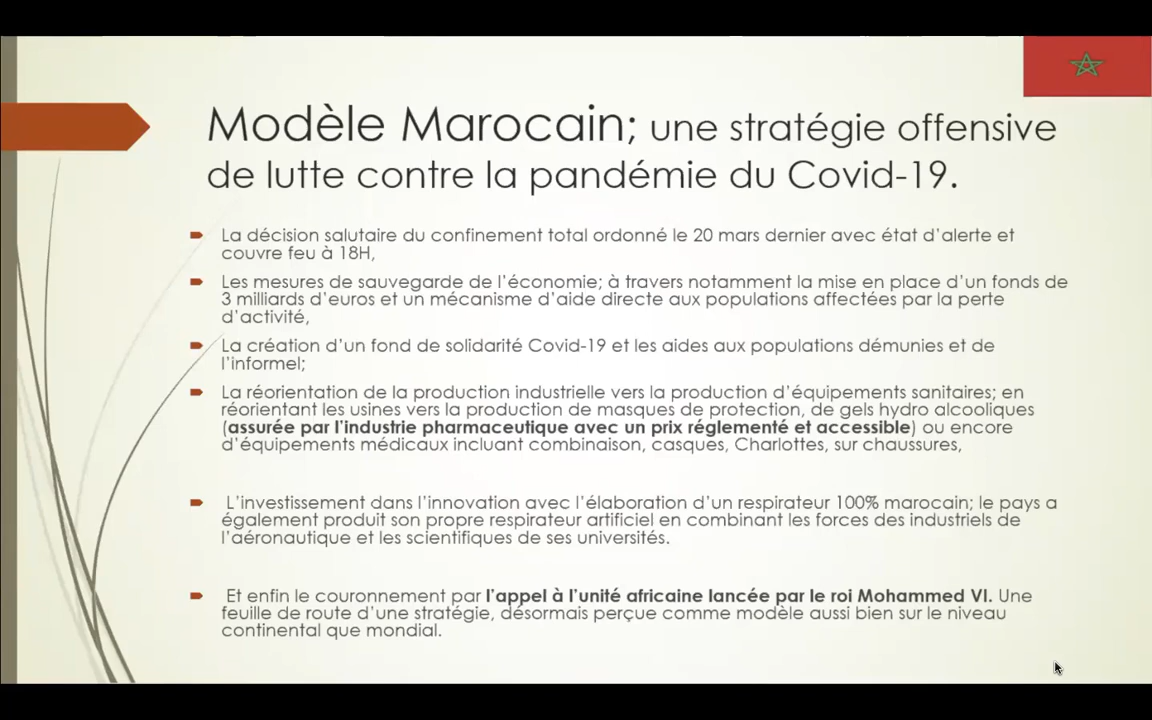 Modèle Marocain; une stratégie offensive
de lutte contre la pandémie du Covid-19.
La décision salutaire du confinement total ordonné le 20 mars dernier avec état d'alerte et
couvre feu à 18H,
Les mesures de sauvegarde de l'économie; à travers notamment la mise en place d'un fonds de
3 milliards d'euros et un mécanisme d'aide directe aux populations affectées par la perte
d'activité,
La création d'un fond de solidarité Covid-19 et les aides aux populations démunies et de
l'informel;
La réorientation de la production industrielle vers la production d'équipements sanitaires; en
réorientant les usines vers la production de masques de protection, de gels hydro alcooliques
(assurée par l'industrie pharmaceutique avec un prix réglementé et accessible) ou encore
d'équipements médicaux incluant combinaison, casques, Charlottes, sur chaussures,
L'investissement dans l'innovation avec l'élaboration d'un respirateur 100% marocain; le pays a
également produit son propre respirateur artificiel en combinant les forces des industriels de
l'aéronautique et les scientifiques de ses universités.
Et enfin le couronnement par l'appel à l'unité africaine lancée par le roi Mohammed VI. Une
feuille de route d'une stratégie, désormais perçue comme modèle aussi bien sur le niveau
continental que mondial.